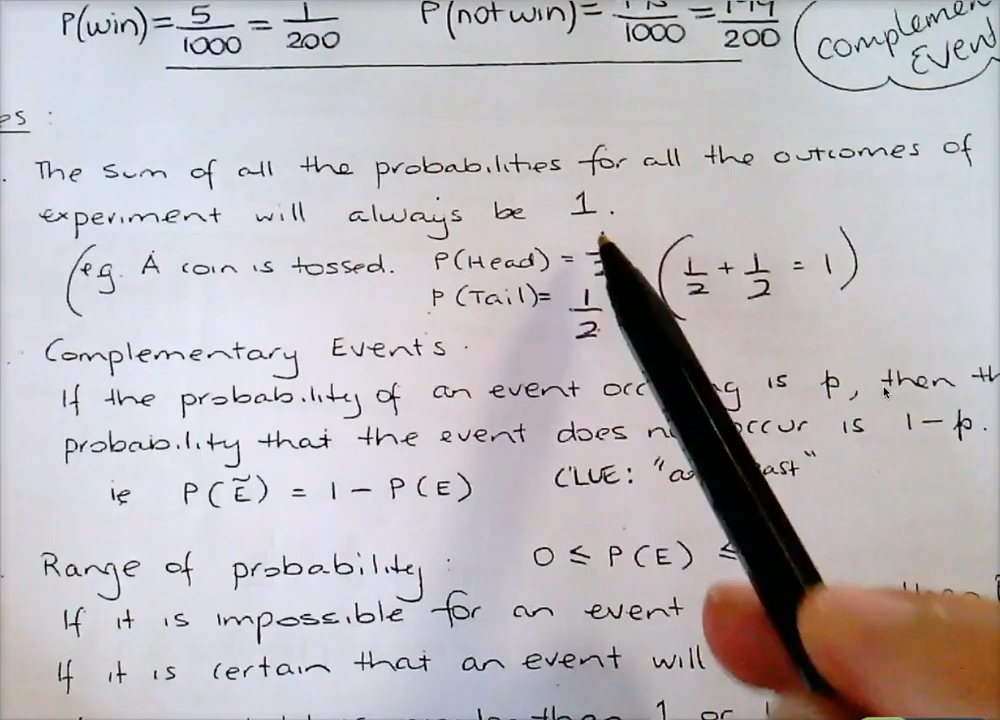 P(win) = 5/1000 = 1/200 P(not win) = /1000 = /200
Event
The sum of all the probabilities for all the outcomes of
experiment will always be 1.
(eg. A coin is tossed. P(Head) = (1/2 + 1/2 = 1)
P(Tail) = 1/2
Complementary Events.
If the probability of an event is p, then
probability that the event does occur is 1 - p.
ie P(Ẽ) = 1 - P(E) CLUE: "
Range of probability: 0 ≤ P(E) ≤
If it is impossible for an event
If it is certain that an event will
1 or